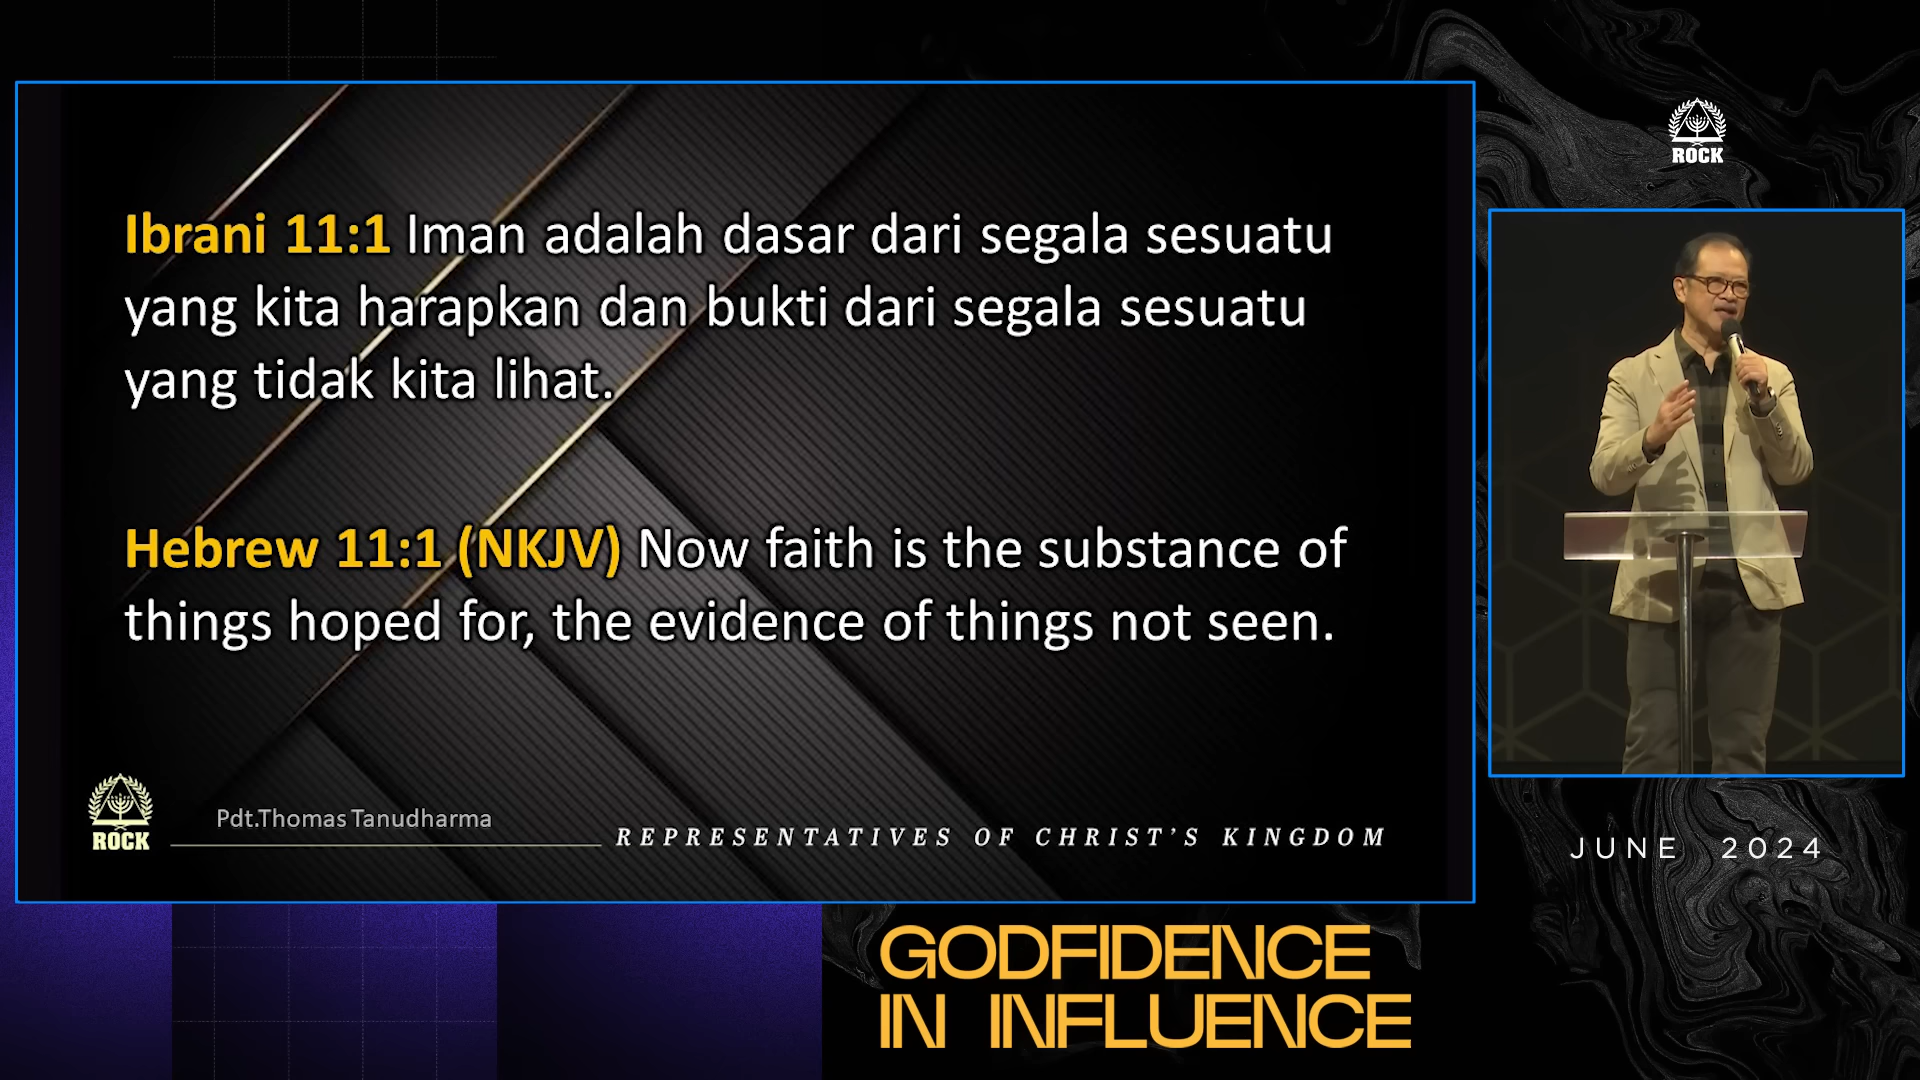 ROCK
Ibrani 11:1 Iman adalah dasar dari segala sesuatu
yang kita harapkan dan bukti dari segala sesuatu
yang tidak kita lihat.
Hebrew 11:1 (NKJV) Now faith is the substance of
things hoped for, the evidence of things not seen.
ROCK
Pdt.Thomas Tanudharma
REPRESENTATIVES OF CHRIST'S KINGDOM
JUNE 2024
GODFIDENCE
IN INFLUENCE